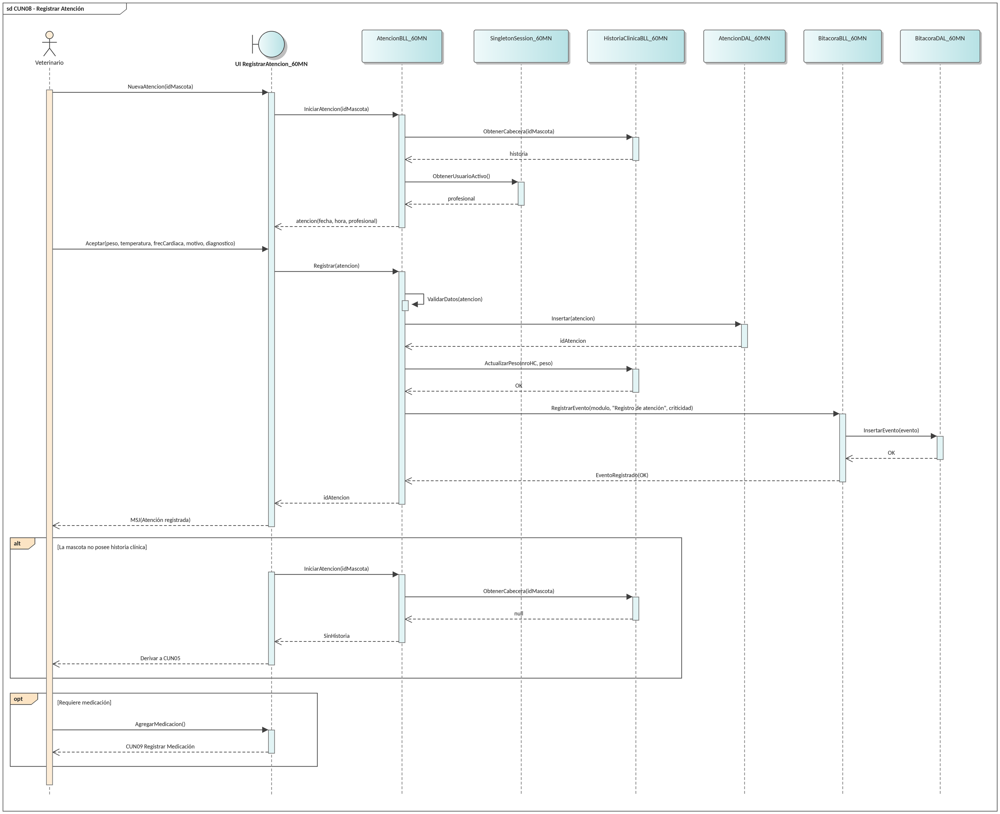 sd CUN08 - Registrar Atención
Veterinario
UI RegistrarAtencion_60MN
AtencionBLL_60MN
SingletonSession_60MN
HistoriaClinicaBLL_60MN
AtencionDAL_60MN
BitacoraBLL_60MN
BitacoraDAL_60MN
NuevaAtencion(idMascota)
IniciarAtencion(idMascota)
ObtenerCabecera(idMascota)
historia
ObtenerUsuarioActivo()
profesional
atencion(fecha, hora, profesional)
Aceptar(peso, temperatura, frecCardiaca, motivo, diagnostico)
Registrar(atencion)
ValidarDatos(atencion)
Insertar(atencion)
idAtencion
ActualizarPeso(nroHC, peso)
OK
RegistrarEvento(modulo, "Registro de atención", criticidad)
InsertarEvento(evento)
OK
EventoRegistrado(OK)
idAtencion
MSJ(Atención registrada)
alt
[La mascota no posee historia clínica]
IniciarAtencion(idMascota)
ObtenerCabecera(idMascota)
null
SinHistoria
Derivar a CUN05
opt
[Requiere medicación]
AgregarMedicacion()
CUN09 Registrar Medicación